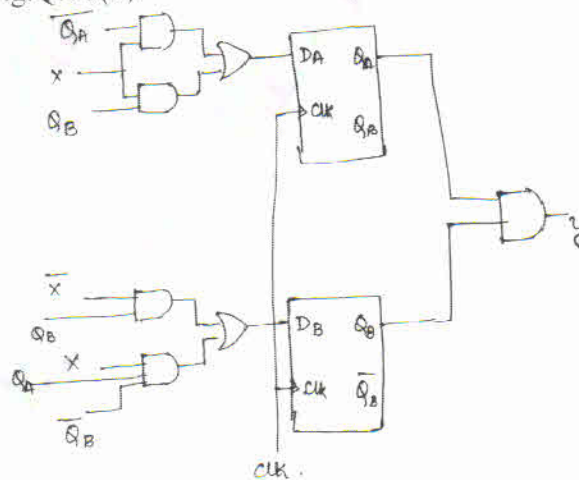 Q̅A̅
X
QB
DA QA
Clk
QB
X̅
QB
X
QA
Q̅B̅
DB QB
Clk Q̅B̅
Clk.